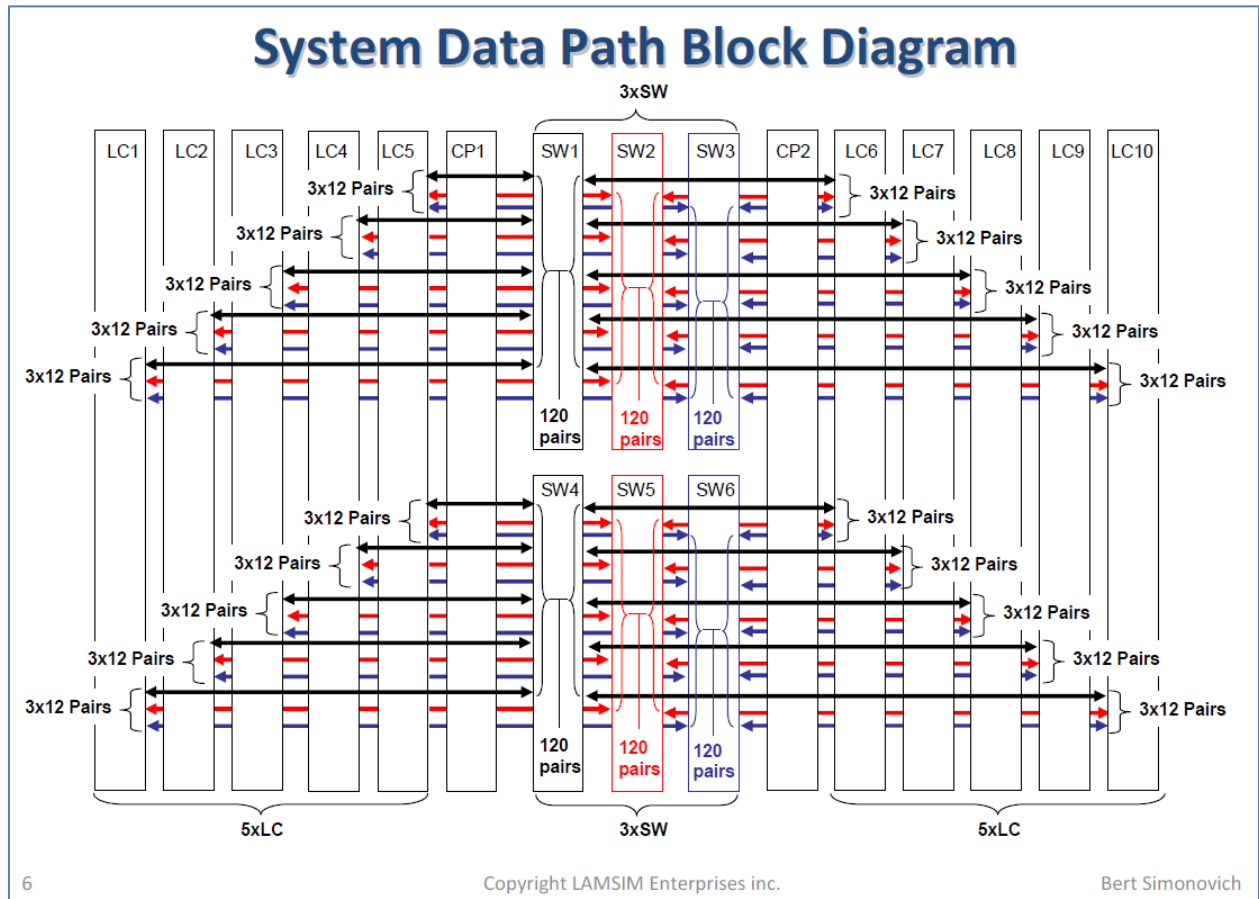 System Data Path Block Diagram
3xSW
LC1 LC2 LC3 LC4 LC5 CP1 SW1 SW2 SW3 CP2 LC6 LC7 LC8 LC9 LC10
3x12 Pairs 3x12 Pairs
3x12 Pairs 3x12 Pairs
3x12 Pairs 3x12 Pairs
3x12 Pairs 3x12 Pairs
3x12 Pairs 3x12 Pairs
120 120 120
pairs pairs pairs
SW4 SW5 SW6
3x12 Pairs 3x12 Pairs
3x12 Pairs 3x12 Pairs
3x12 Pairs 3x12 Pairs
3x12 Pairs 3x12 Pairs
3x12 Pairs 3x12 Pairs
120 120 120
pairs pairs pairs
5xLC 3xSW 5xLC
6 Copyright LAMSIM Enterprises inc. Bert Simonovich